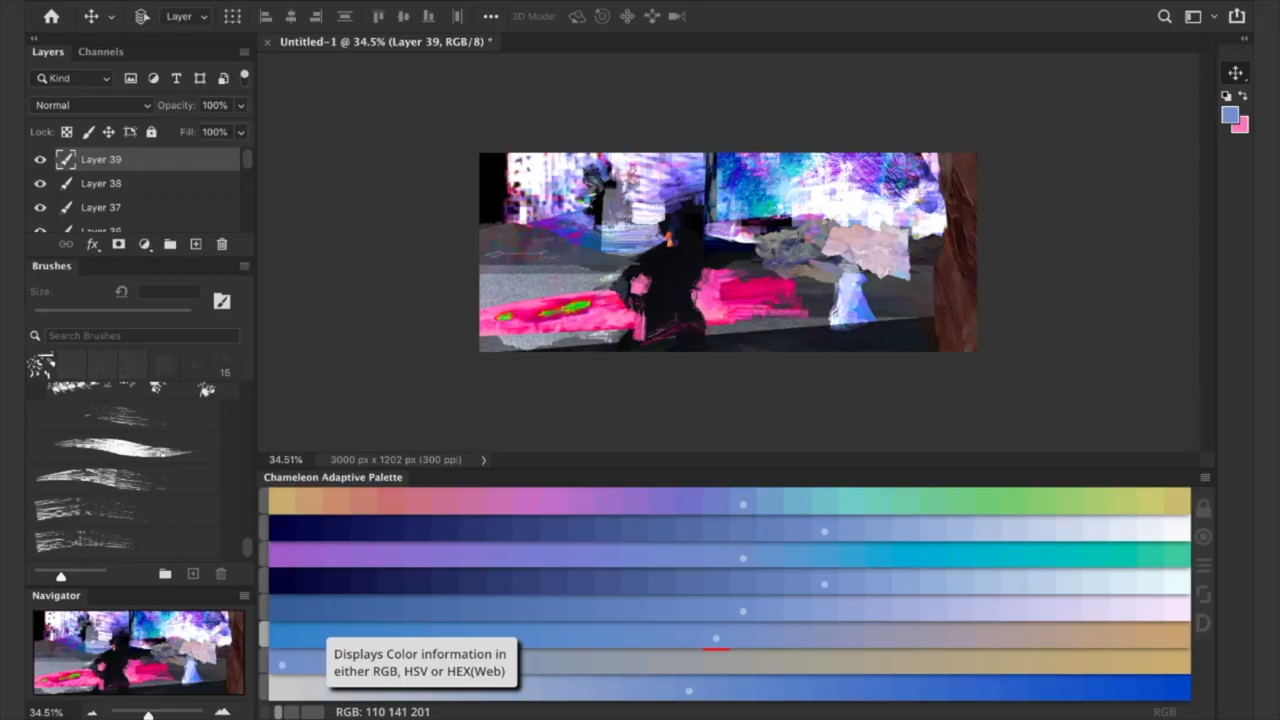 Layer
3D Mode:
Untitled-1 @ 34.5% (Layer 39, RGB/8) *
Layers
Channels
Kind
Normal
Opacity: 100%
Lock:
Fill: 100%
Layer 39
Layer 38
Layer 37
fx
Brushes
Size:
Search Brushes
15
34.51%
3000 px x 1202 px (300 ppi)
Chameleon Adaptive Palette
Navigator
Displays Color information in
either RGB, HSV or HEX(Web)
34.51%
RGB: 110 141 201
RGB